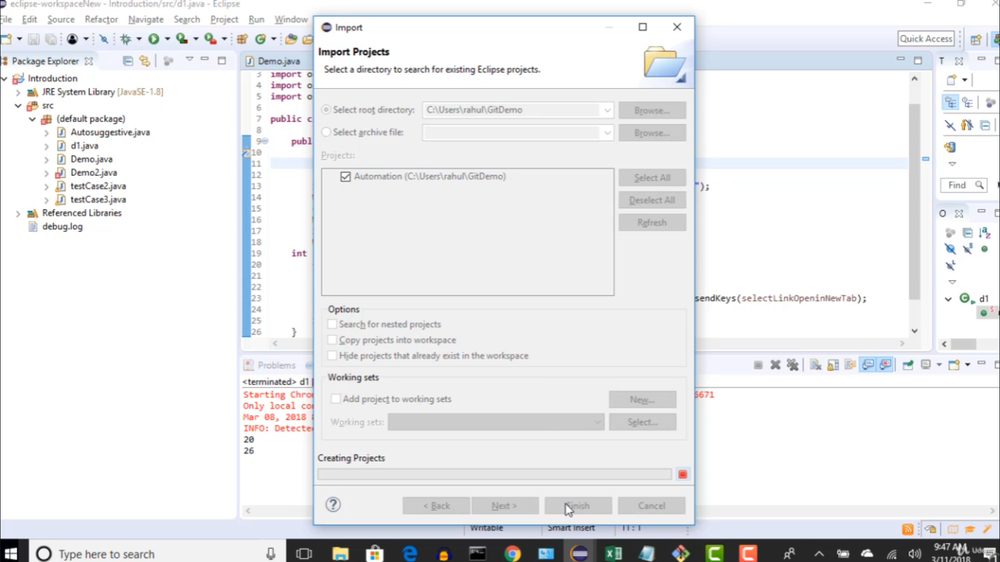 eclipse-workspaceNew - Introduction/src/d1.java - Eclipse
File Edit Source Refactor Navigate Search Project Run Window
Quick Access
Package Explorer
Introduction
JRE System Library [JavaSE-1.8]
src
(default package)
Autosuggestive.java
d1.java
Demo.java
Demo2.java
testCase2.java
testCase3.java
Referenced Libraries
debug.log
Demo.java
3 import o
4 import o
5 import o
6
7 public c
8
9 publ
10
11
12
13 ");
14
15
16
17
18
19 int
20
21
22
23 sendKeys(selectLinkOpeninNewTab);
24
25
26 }
Import
Import Projects
Select a directory to search for existing Eclipse projects.
Select root directory: C:\Users\rahul\GitDemo Browse...
Select archive file: Browse...
Projects:
Automation (C:\Users\rahul\GitDemo)
Select All
Deselect All
Refresh
Options
Search for nested projects
Copy projects into workspace
Hide projects that already exist in the workspace
Working sets
Add project to working sets New...
Working sets: Select...
Creating Projects
< Back Next > Finish Cancel
T
Find
O
d1
Problems @
<terminated> d1
Starting Chro 5671
Only local co
Mar 08, 2018
INFO: Detecte
20
26
Writable Smart Insert 11 : 1
Type here to search
9:47 AM
3/11/2018